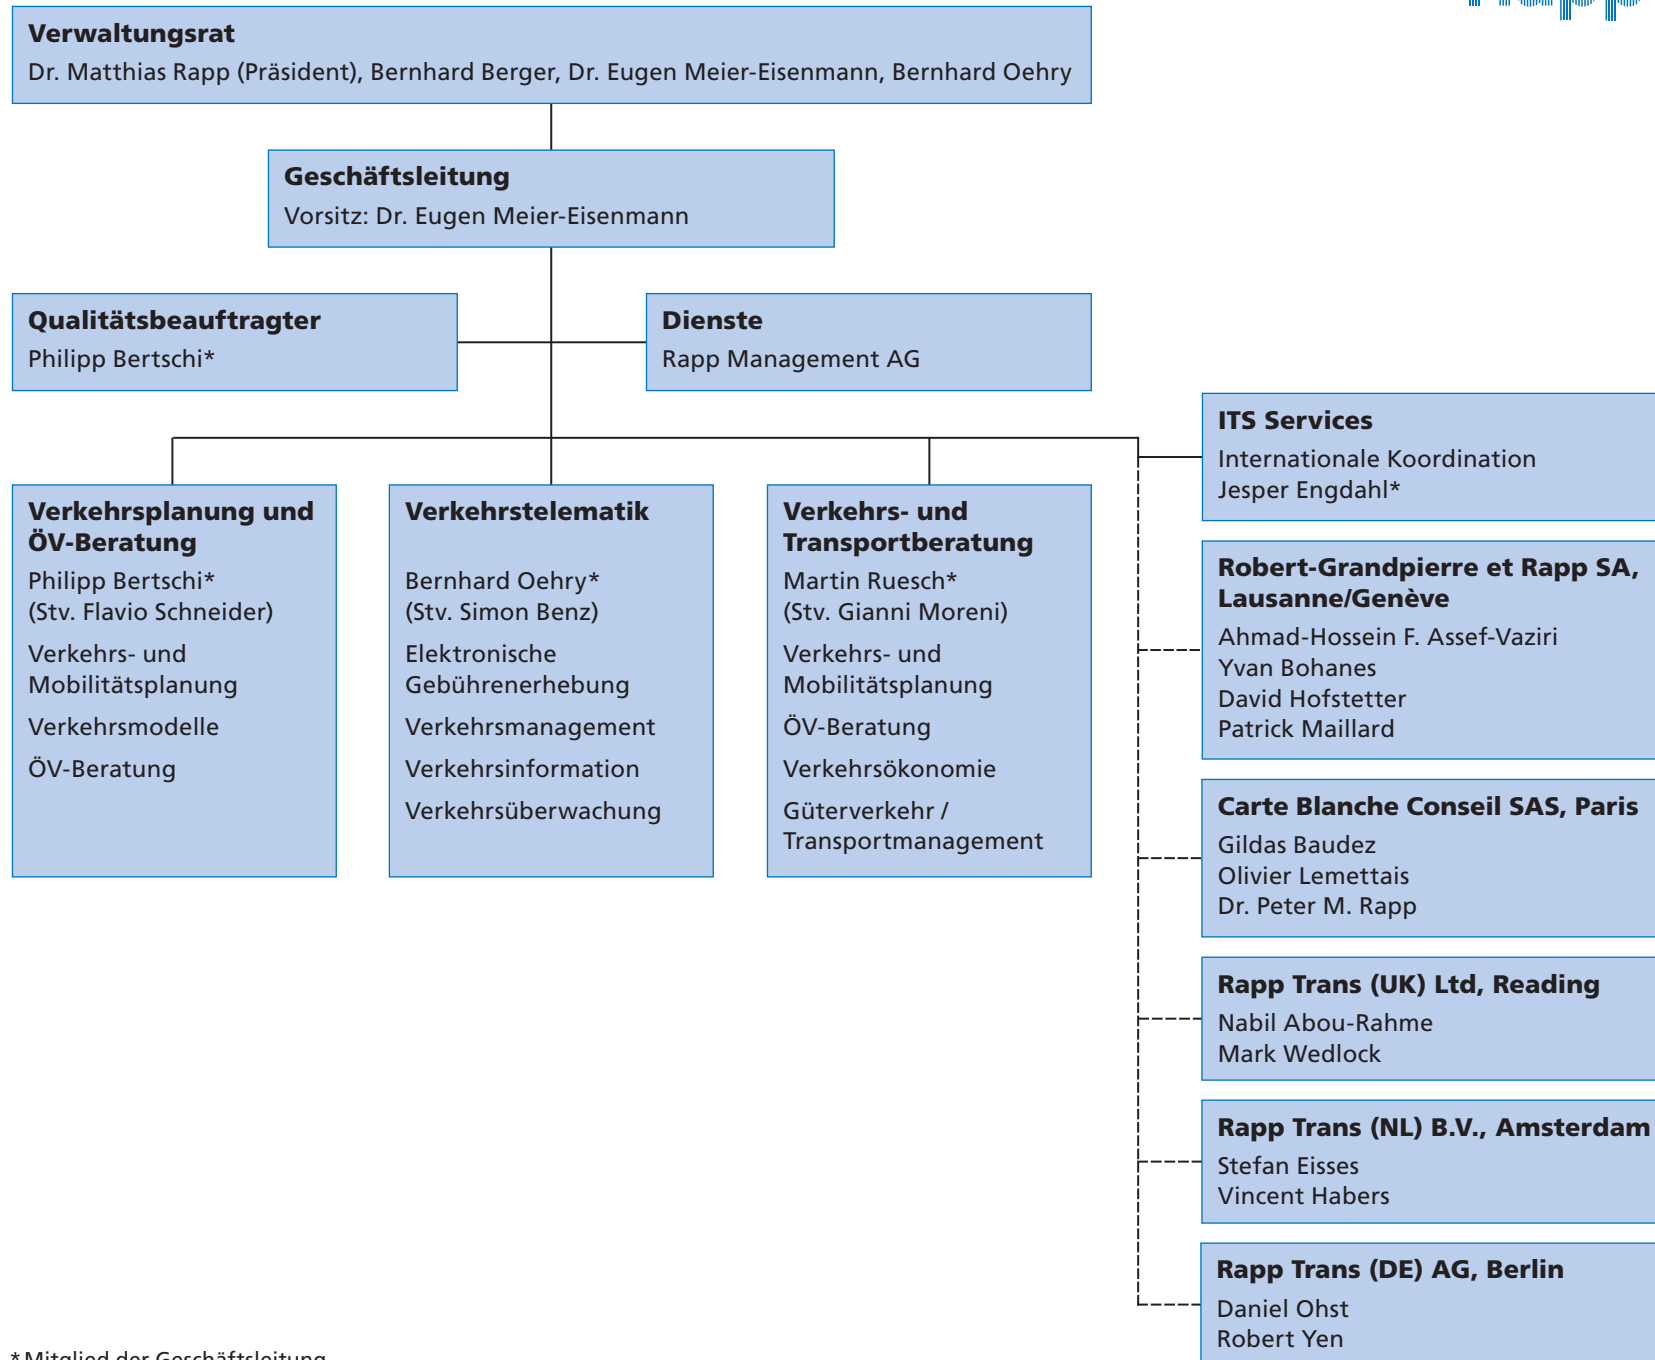 Verwaltungsrat
Dr. Matthias Rapp (Präsident), Bernhard Berger, Dr. Eugen Meier-Eisenmann, Bernhard Oehry
Geschäftsleitung
Vorsitz: Dr. Eugen Meier-Eisenmann
Qualitätsbeauftragter
Philipp Bertschi*
Dienste
Rapp Management AG
Verkehrsplanung und
ÖV-Beratung
Philipp Bertschi*
(Stv. Flavio Schneider)
Verkehrs- und
Mobilitätsplanung
Verkehrsmodelle
ÖV-Beratung
Verkehrstelematik
Bernhard Oehry*
(Stv. Simon Benz)
Elektronische
Gebührenerhebung
Verkehrsmanagement
Verkehrsinformation
Verkehrsüberwachung
Verkehrs- und
Transportberatung
Martin Ruesch*
(Stv. Gianni Moreni)
Verkehrs- und
Mobilitätsplanung
ÖV-Beratung
Verkehrsökonomie
Güterverkehr /
Transportmanagement
ITS Services
Internationale Koordination
Jesper Engdahl*
Robert-Grandpierre et Rapp SA,
Lausanne/Genève
Ahmad-Hossein F. Assef-Vaziri
Yvan Bohanes
David Hofstetter
Patrick Maillard
Carte Blanche Conseil SAS, Paris
Gildas Baudez
Olivier Lemettais
Dr. Peter M. Rapp
Rapp Trans (UK) Ltd, Reading
Nabil Abou-Rahme
Mark Wedlock
Rapp Trans (NL) B.V., Amsterdam
Stefan Eisses
Vincent Habers
Rapp Trans (DE) AG, Berlin
Daniel Ohst
Robert Yen
* Mitglied der Geschäftsleitung